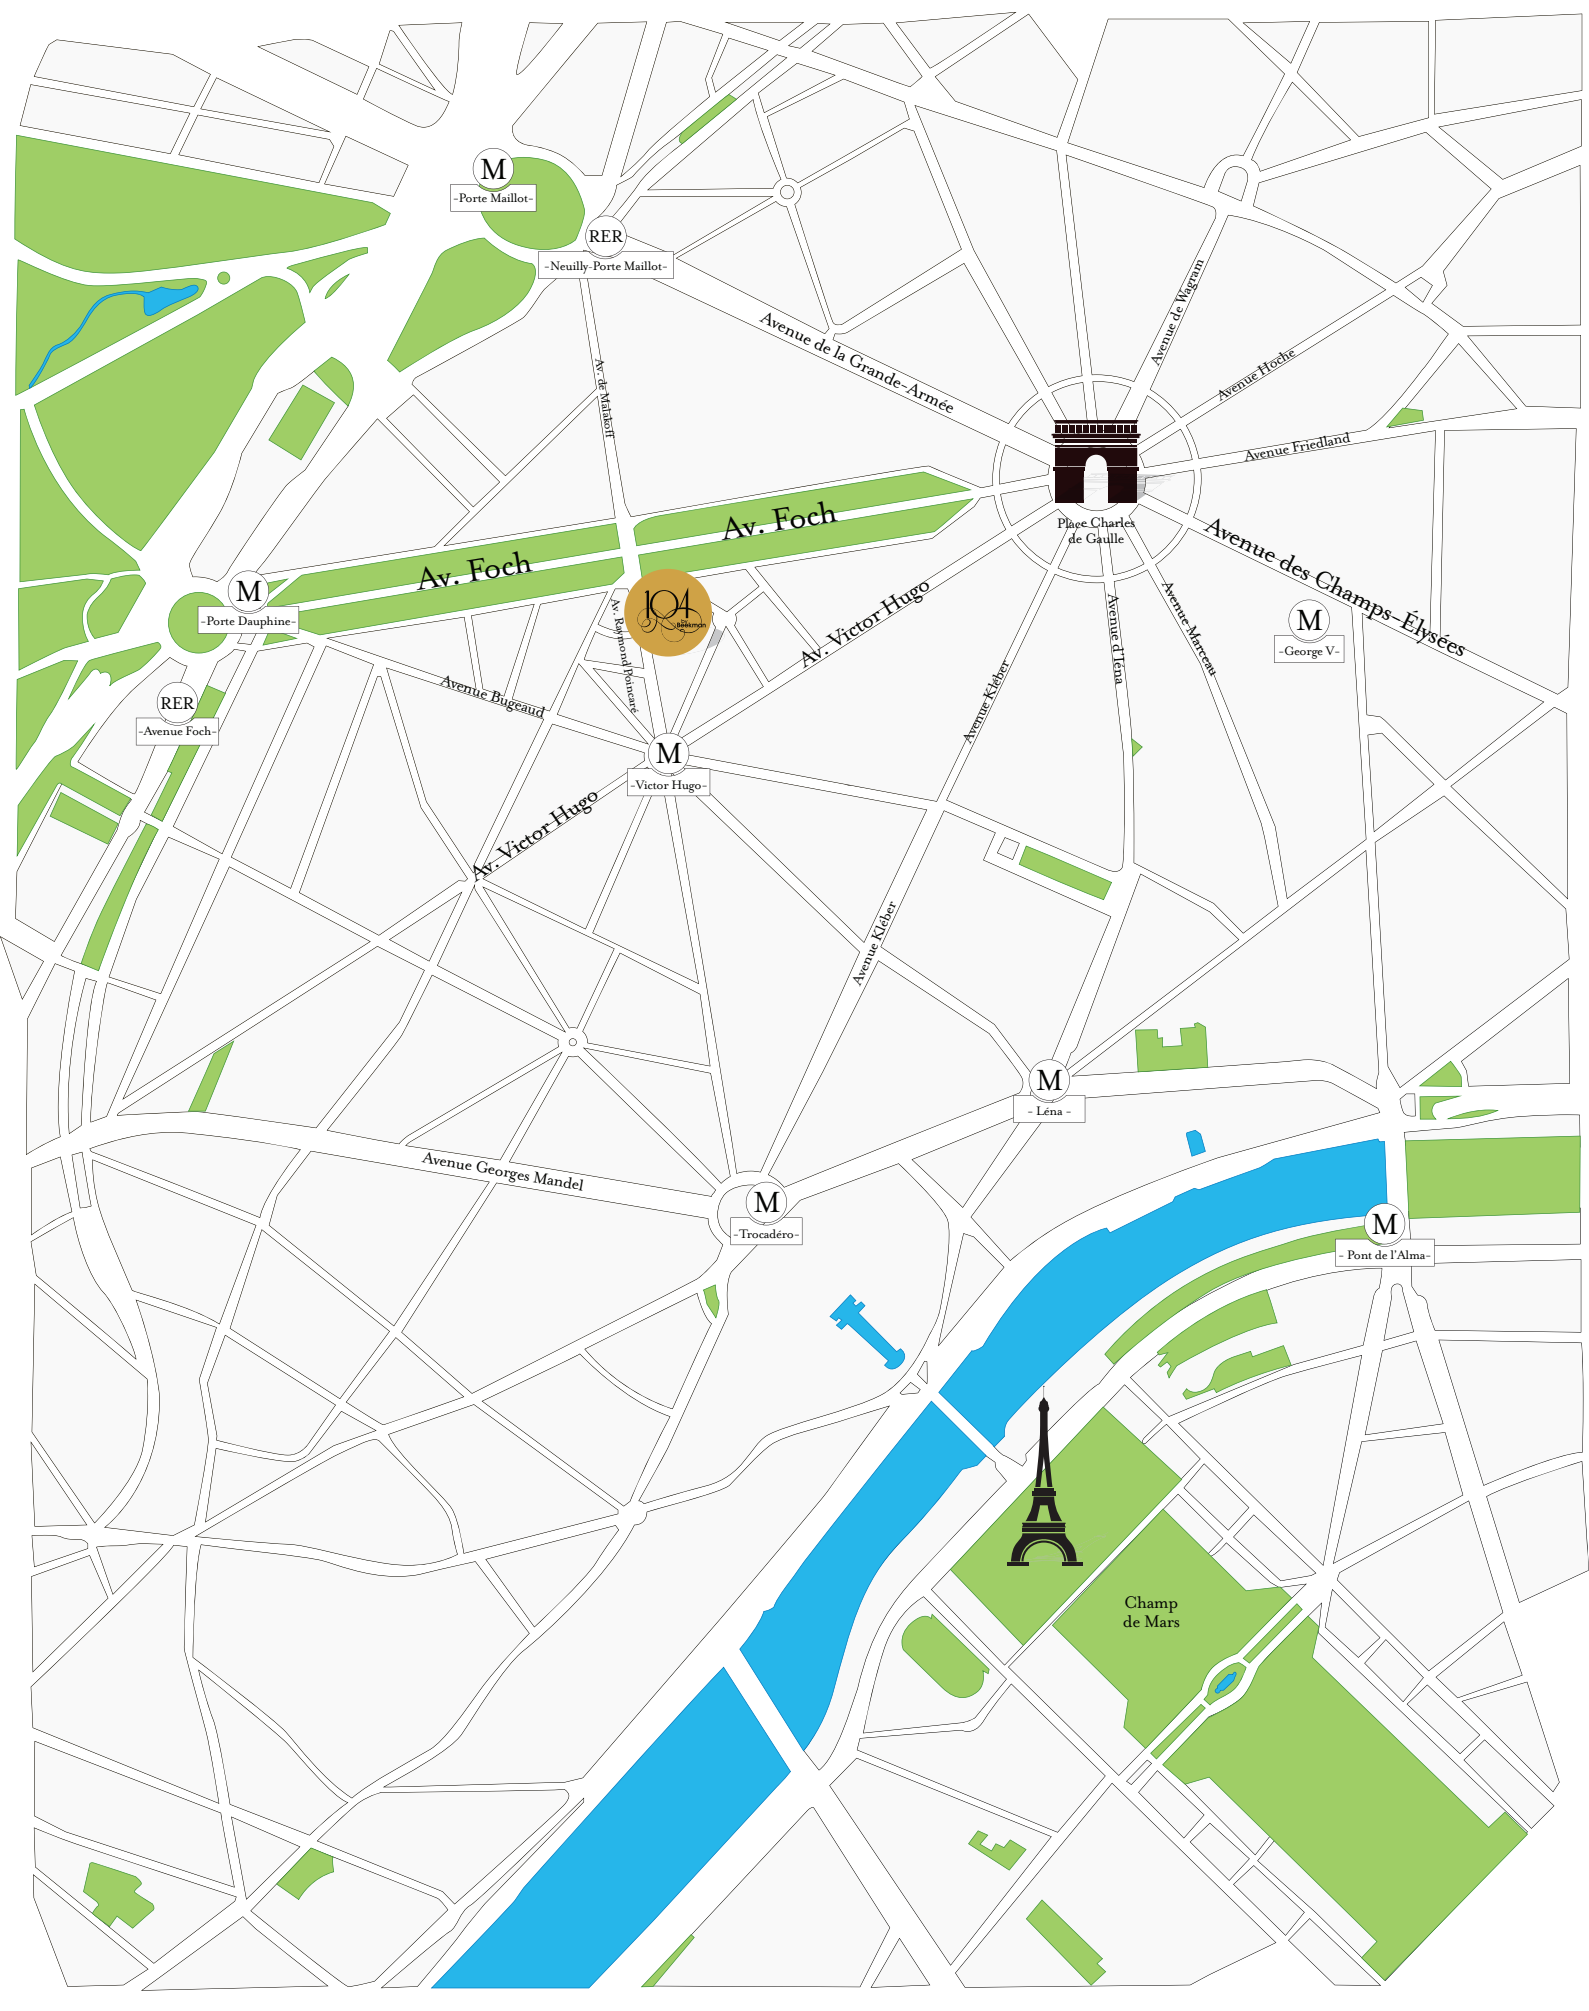 M
-Porte Maillot-
RER
-Neuilly-Porte Maillot-
Avenue de la Grande-Armée
Avenue de Wagram
Avenue Hoche
Av. de Malakoff
Avenue Friedland
Av. Foch
Av. Foch
Place Charles
de Gaulle
Avenue des Champs-Élysées
M
-Porte Dauphine-
104
by
Beekman
Av. Raymond Poincaré
Av. Victor Hugo
Avenue d'Iéna
Avenue Marceau
M
-George V-
RER
-Avenue Foch-
Avenue Bugeaud
Avenue Kléber
M
-Victor Hugo-
Av. Victor Hugo
Avenue Kléber
M
- Léna -
Avenue Georges Mandel
M
-Trocadéro-
M
- Pont de l'Alma-
Champ
de Mars